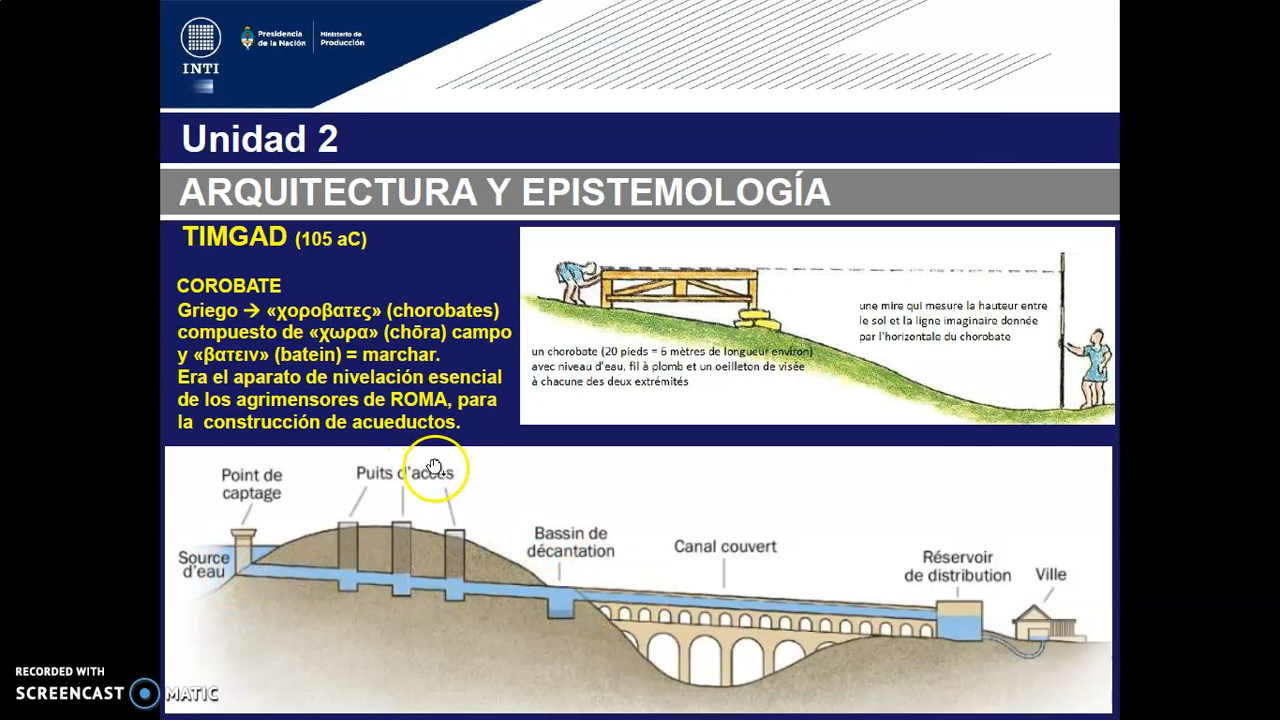 INTI
Presidencia
de la Nación
Ministerio de
Producción
Unidad 2
ARQUITECTURA Y EPISTEMOLOGÍA
TIMGAD (105 aC)
COROBATE
Griego → «χοροβατες» (chorobates)
compuesto de «χωρα» (chōra) campo
y «βατειν» (batein) = marchar.
Era el aparato de nivelación esencial
de los agrimensores de ROMA, para
la construcción de acueductos.
une mire qui mesure la hauteur entre
le sol et la ligne imaginaire donnée
par l'horizontale du chorobate
un chorobate (20 pieds = 6 mètres de longueur environ)
avec niveau d'eau, fil à plomb et un oeilleton de visée
à chacune des deux extrémités
Point de
captage
Puits d'accès
Source
d'eau
Bassin de
décantation
Canal couvert
Réservoir
de distribution
Ville
RECORDED WITH
SCREENCAST MATIC